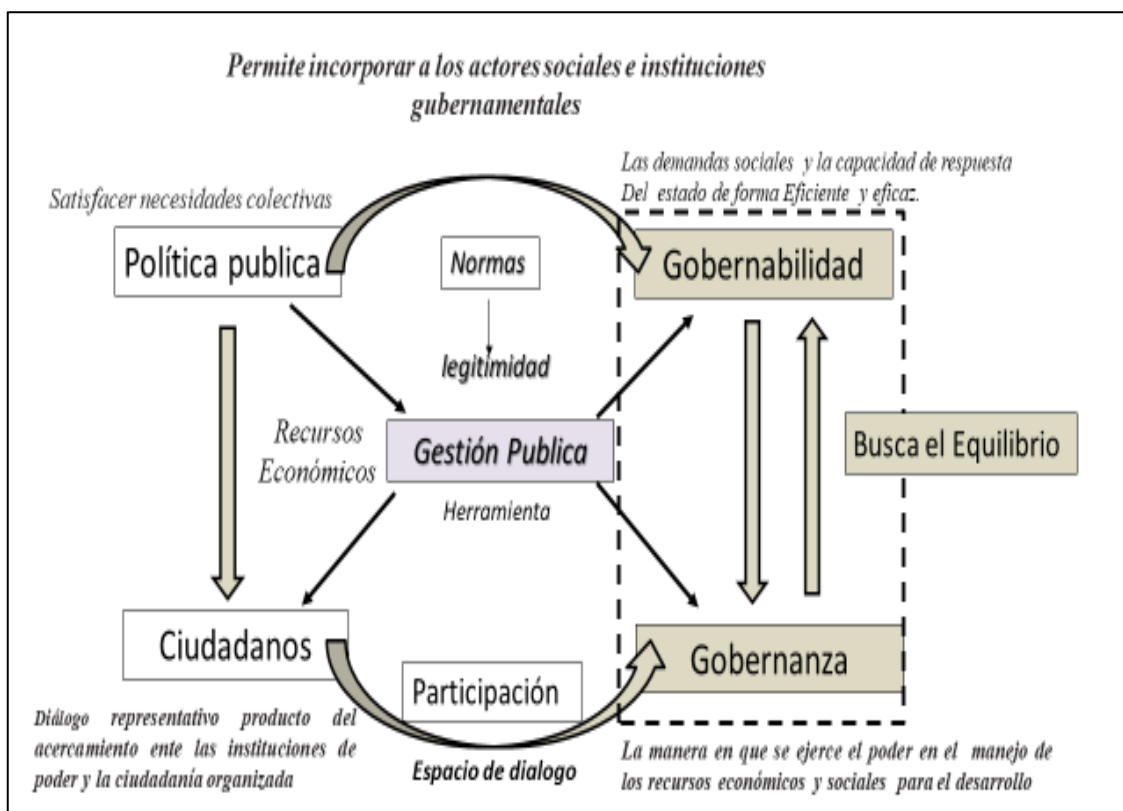 Permite incorporar a los actores sociales e instituciones
gubernamentales
Las demandas sociales y la capacidad de respuesta
Del estado de forma Eficiente y eficaz.
Satisfacer necesidades colectivas
Política publica
Normas
Gobernabilidad
legitimidad
Recursos
Económicos
Gestión Publica
Busca el Equilibrio
Herramienta
Ciudadanos
Participación
Gobernanza
Diálogo representativo producto del
acercamiento ente las instituciones de
poder y la ciudadanía organizada
Espacio de dialogo
La manera en que se ejerce el poder en el manejo de
los recursos económicos y sociales para el desarrollo